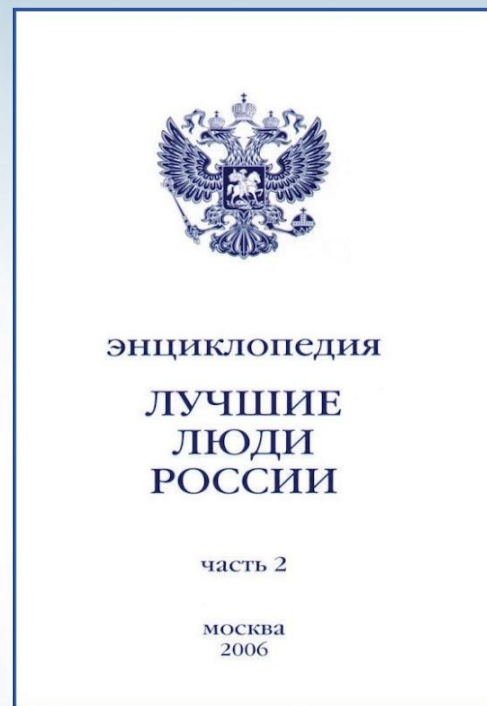 энциклопедия
ЛУЧШИЕ
ЛЮДИ
РОССИИ
часть 2
москва
2006